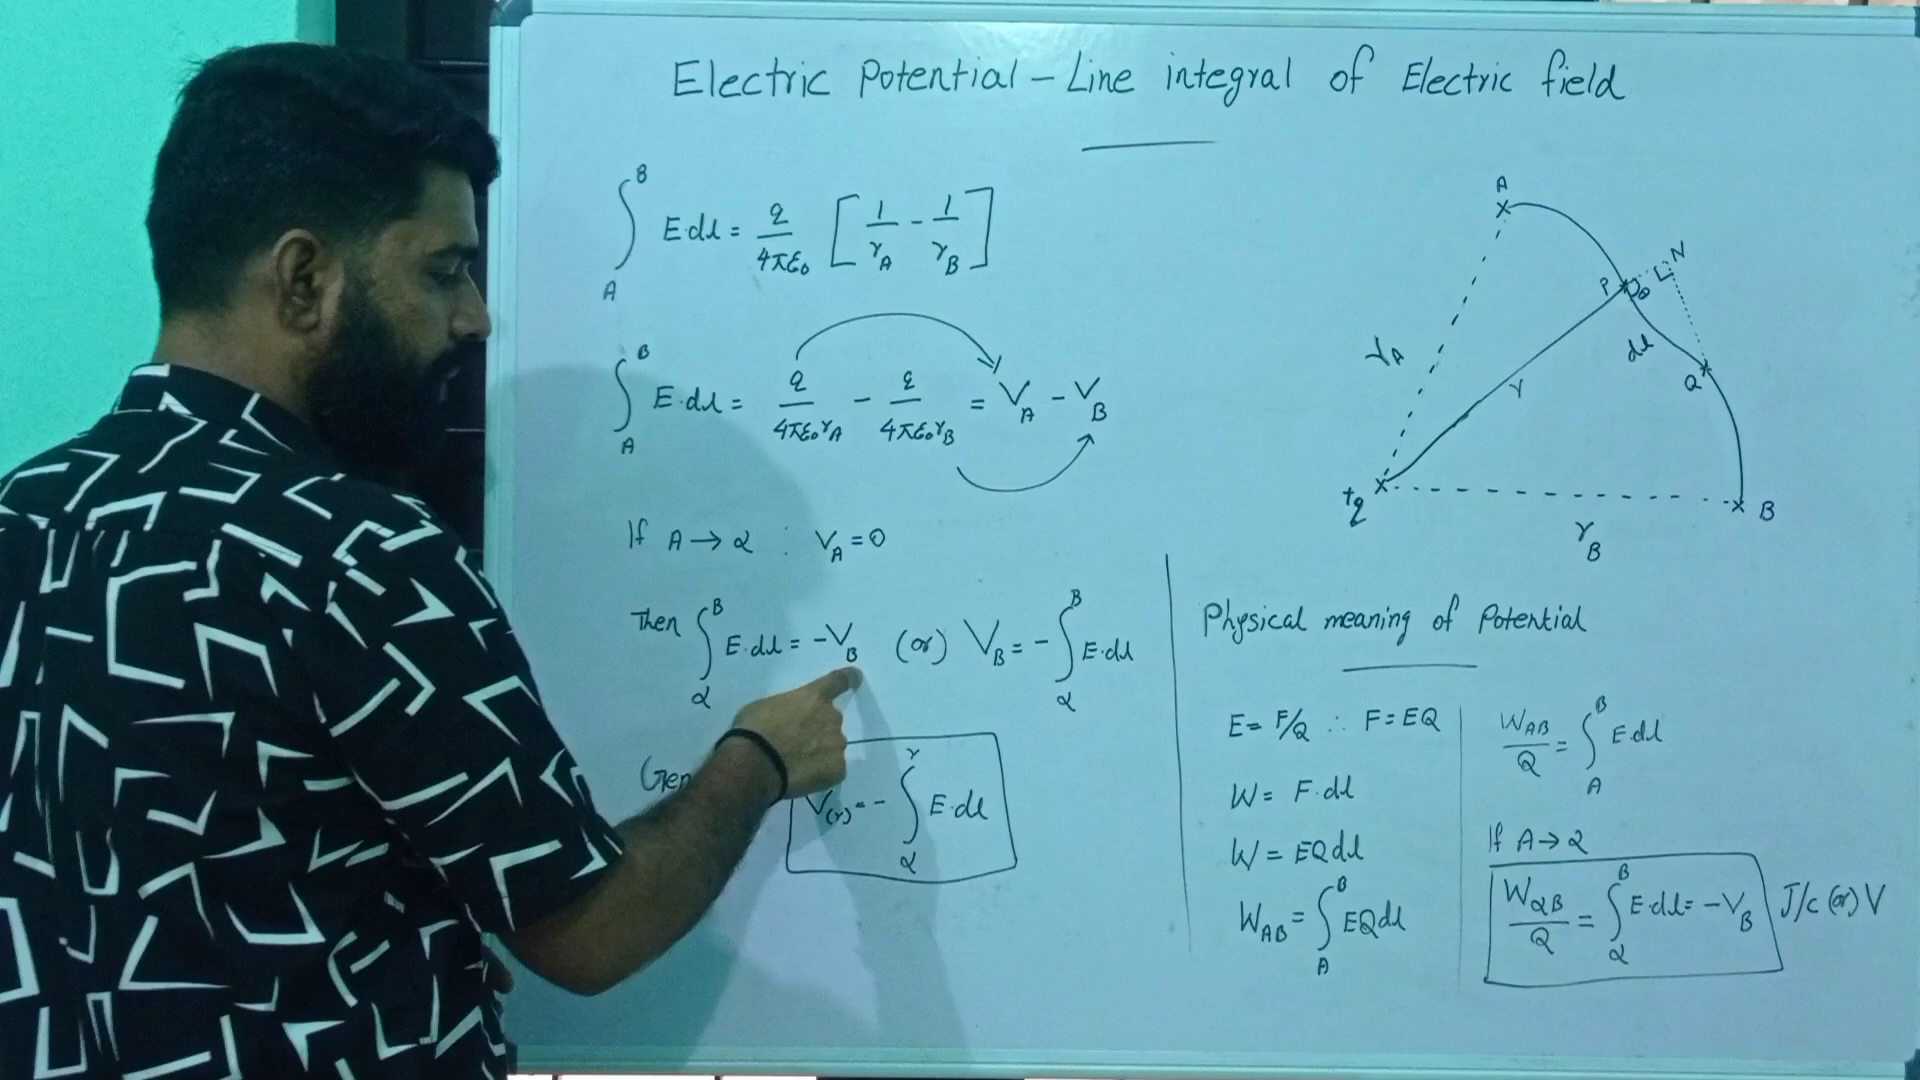 Electric Potential – Line integral of Electric field
∫_A^B E·dl = q/4πε₀ [1/r_A - 1/r_B]
∫_A^B E·dl = q/4πε₀r_A - q/4πε₀r_B = V_A - V_B
If A → α : V_A = 0
Then ∫_α^B E·dl = -V_B (or) V_B = - ∫_α^B E·dl
V(r) = - ∫_α^r E·dl
A
N
P
θ
r_A
dl
r
Q
+q
r_B
B
Physical meaning of Potential
E = F/Q ∴ F = EQ
W = F·dl
W = EQdl
W_AB = ∫_A^B EQdl
W_AB/Q = ∫_A^B E·dl
If A → α
W_αB/Q = ∫_α^B E·dl = -V_B J/c (or) V